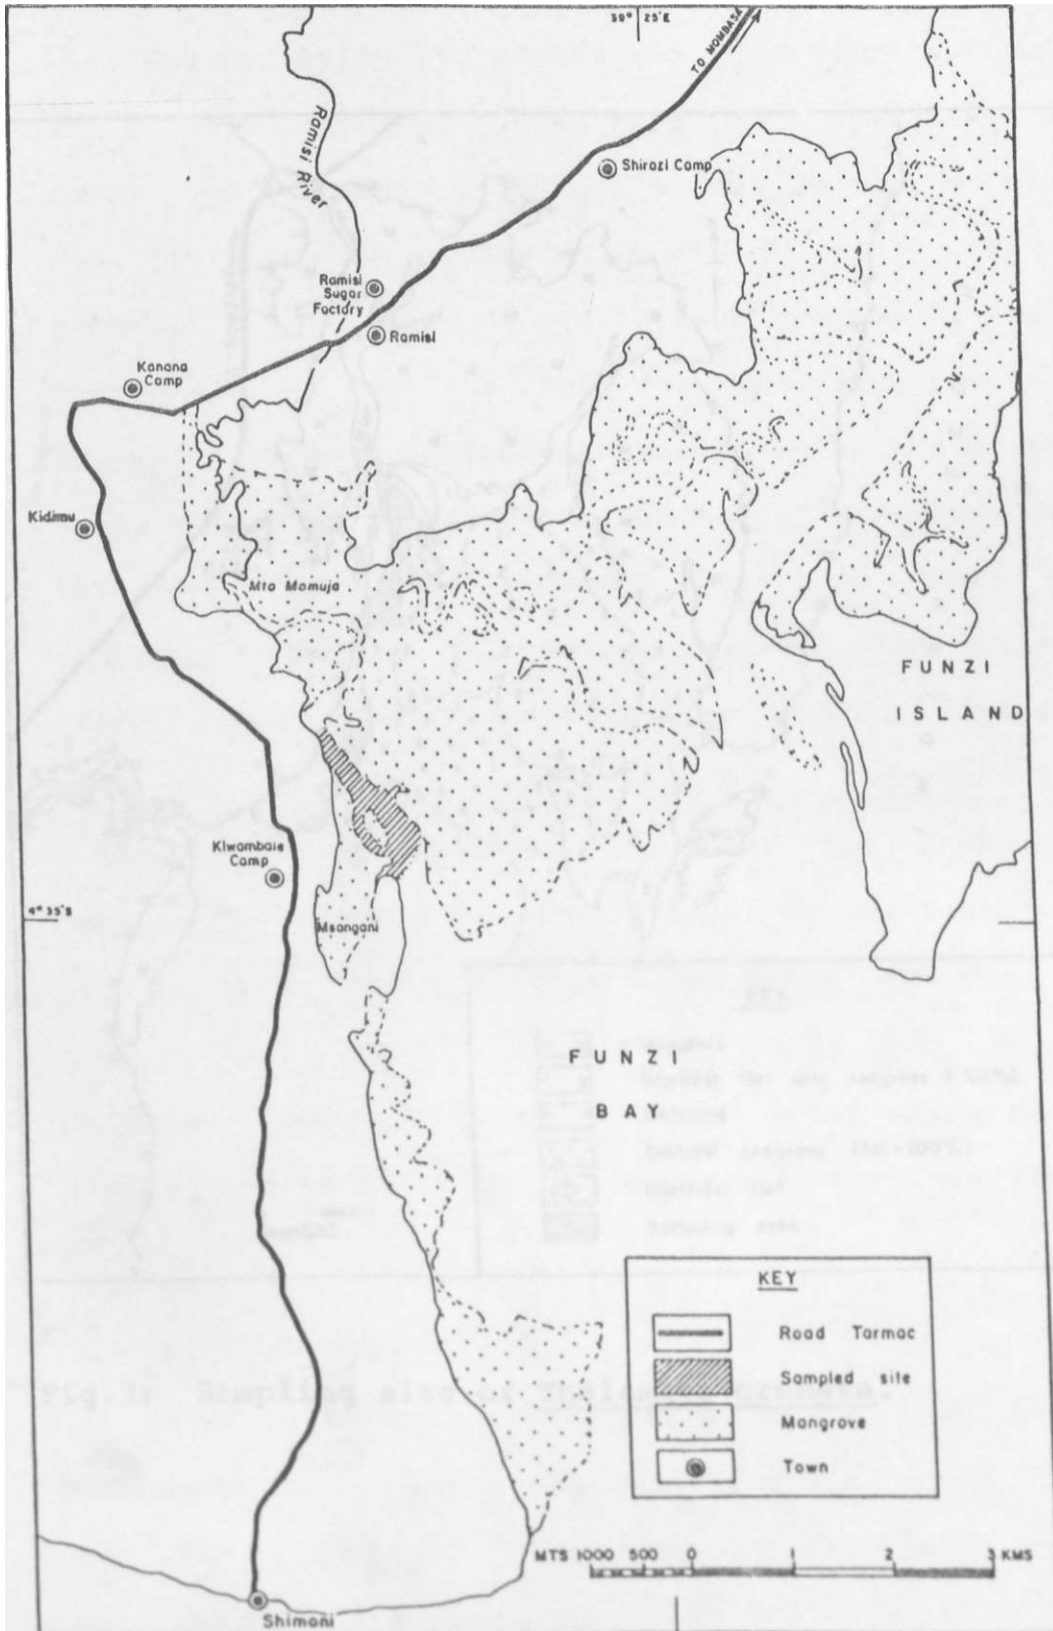 39° 25'E
TO MOMBASA
Ramisi River
Shirazi Camp
Ramisi
Sugar
Factory
Ramisi
Kanana
Camp
Kidimu
Mto Mamuja
FUNZI
ISLAND
Kiwambale
Camp
4° 35'S
Msangani
FUNZI
BAY
KEY
Road Tarmac
Sampled site
Mangrove
Town
MTS 1000 500 0 1 2 3 KMS
Shimoni
Fig. 3: Sampling site of